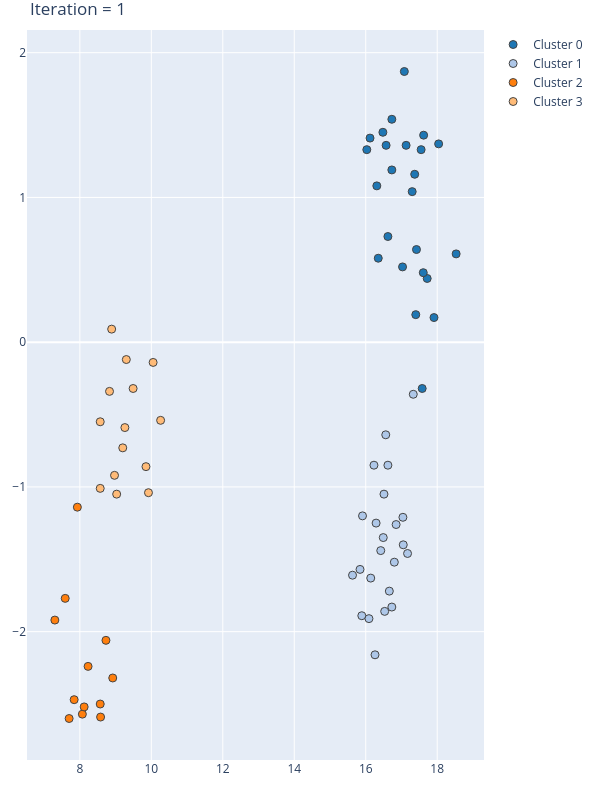 Iteration = 1
Cluster 0
Cluster 1
Cluster 2
Cluster 3
2
1
0
−1
−2
8 10 12 14 16 18